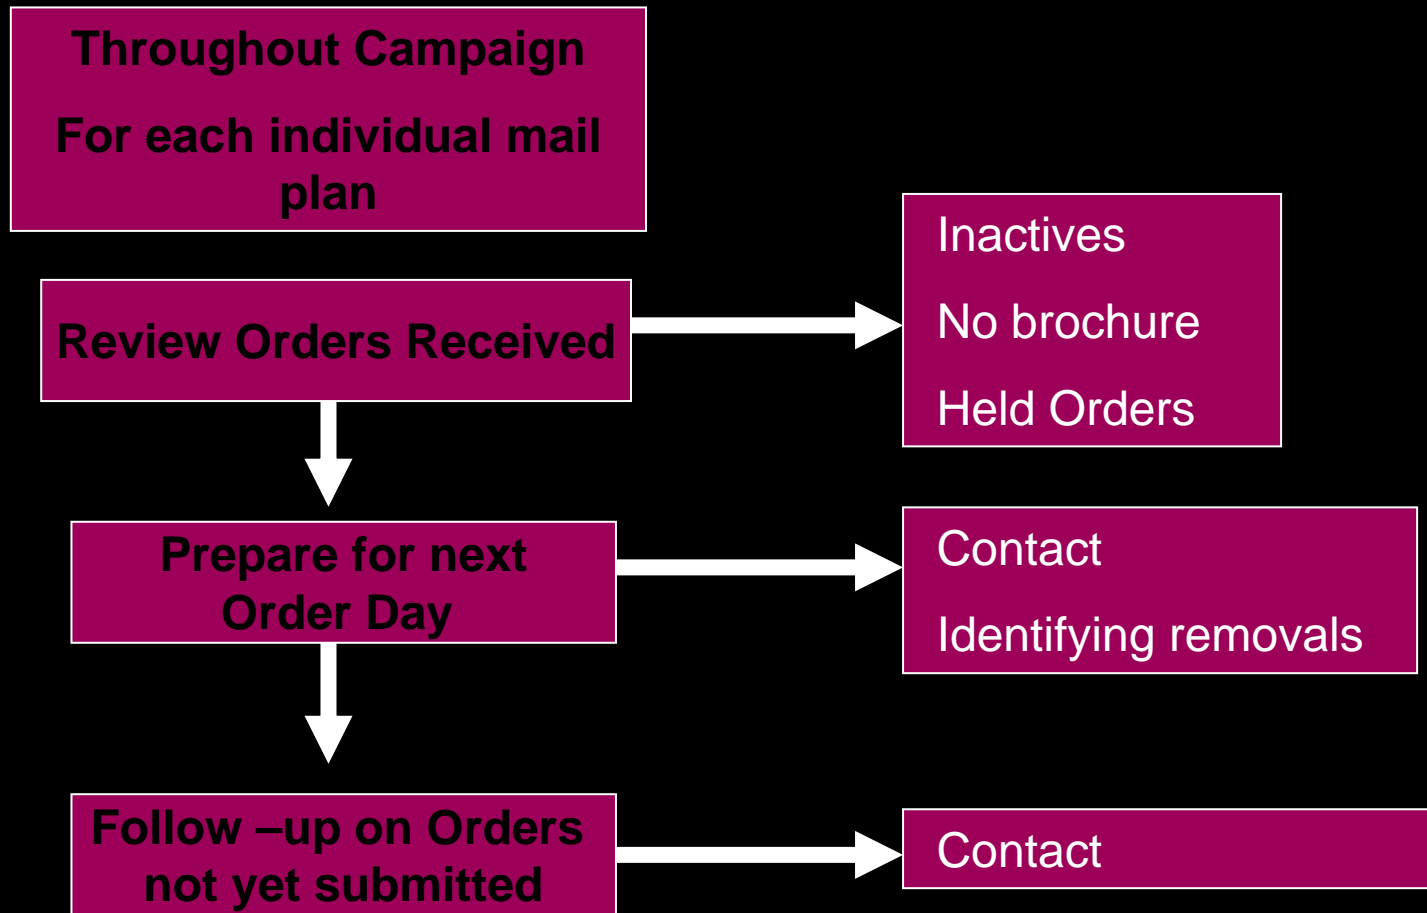 Throughout Campaign
For each individual mail
plan
Review Orders Received
Inactives
No brochure
Held Orders
Prepare for next
Order Day
Contact
Identifying removals
Follow –up on Orders
not yet submitted
Contact